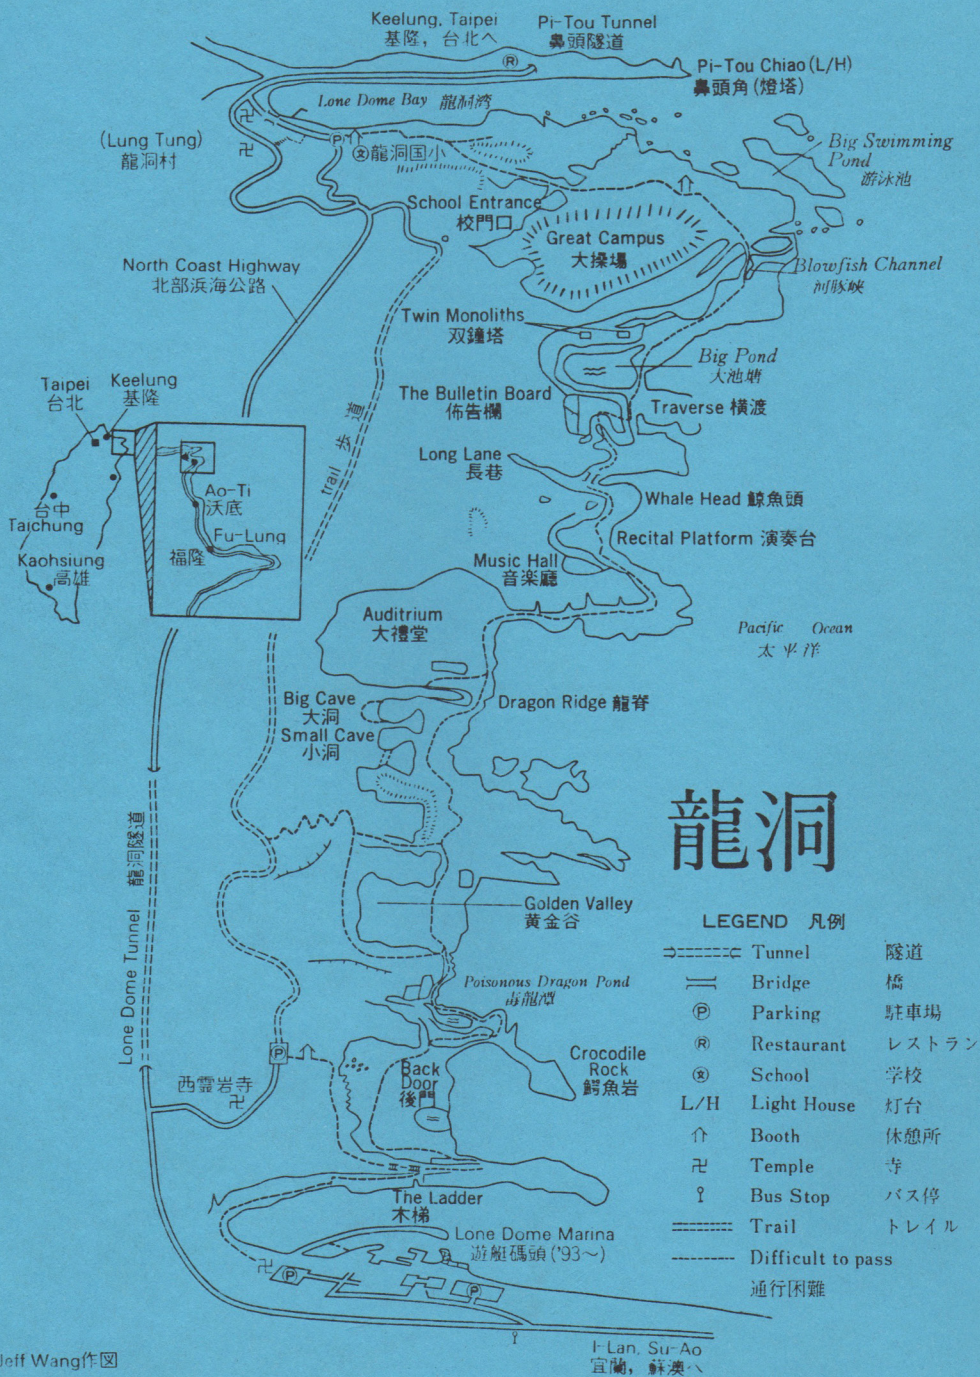 Keelung, Taipei
基隆, 台北へ
Pi-Tou Tunnel
鼻頭隧道
Ⓡ
Pi-Tou Chiao (L/H)
鼻頭角 (燈塔)
Lone Dome Bay 龍洞湾
(Lung Tung)
龍洞村
卍
卍
P
文 龍洞国小
Big Swimming
Pond
游泳池
School Entrance
校門口
Great Campus
大操場
North Coast Highway
北部浜海公路
Blowfish Channel
河豚峡
Twin Monoliths
双鐘塔
Big Pond
大池塘
Taipei
台北
Keelung
基隆
The Bulletin Board
佈告欄
Traverse 横渡
trail 歩道
Long Lane
長巷
Ao-Ti
沃底
Whale Head 鯨魚頭
台中
Taichung
Fu-Lung
福隆
Recital Platform 演奏台
Kaohsiung
高雄
Music Hall
音楽廳
Auditrium
大禮堂
Pacific Ocean
太平洋
Big Cave
大洞
Dragon Ridge 龍脊
Small Cave
小洞
龍洞
Lone Dome Tunnel 龍洞隧道
Golden Valley
黄金谷
LEGEND 凡例
Tunnel 隧道
Bridge 橋
Ⓟ Parking 駐車場
Ⓡ Restaurant レストラン
文 School 学校
L/H Light House 灯台
Booth 休憩所
卍 Temple 寺
Bus Stop バス停
Trail トレイル
Difficult to pass
通行困難
Poisonous Dragon Pond
毒龍潭
Crocodile
Rock
鰐魚岩
P
Back
Door
後門
西靈岩寺
卍
The Ladder
木梯
Lone Dome Marina
遊艇碼頭 ('93〜)
卍
Ⓟ
Ⓟ
I-Lan, Su-Ao
宜蘭, 蘇澳へ
Jeff Wang作図